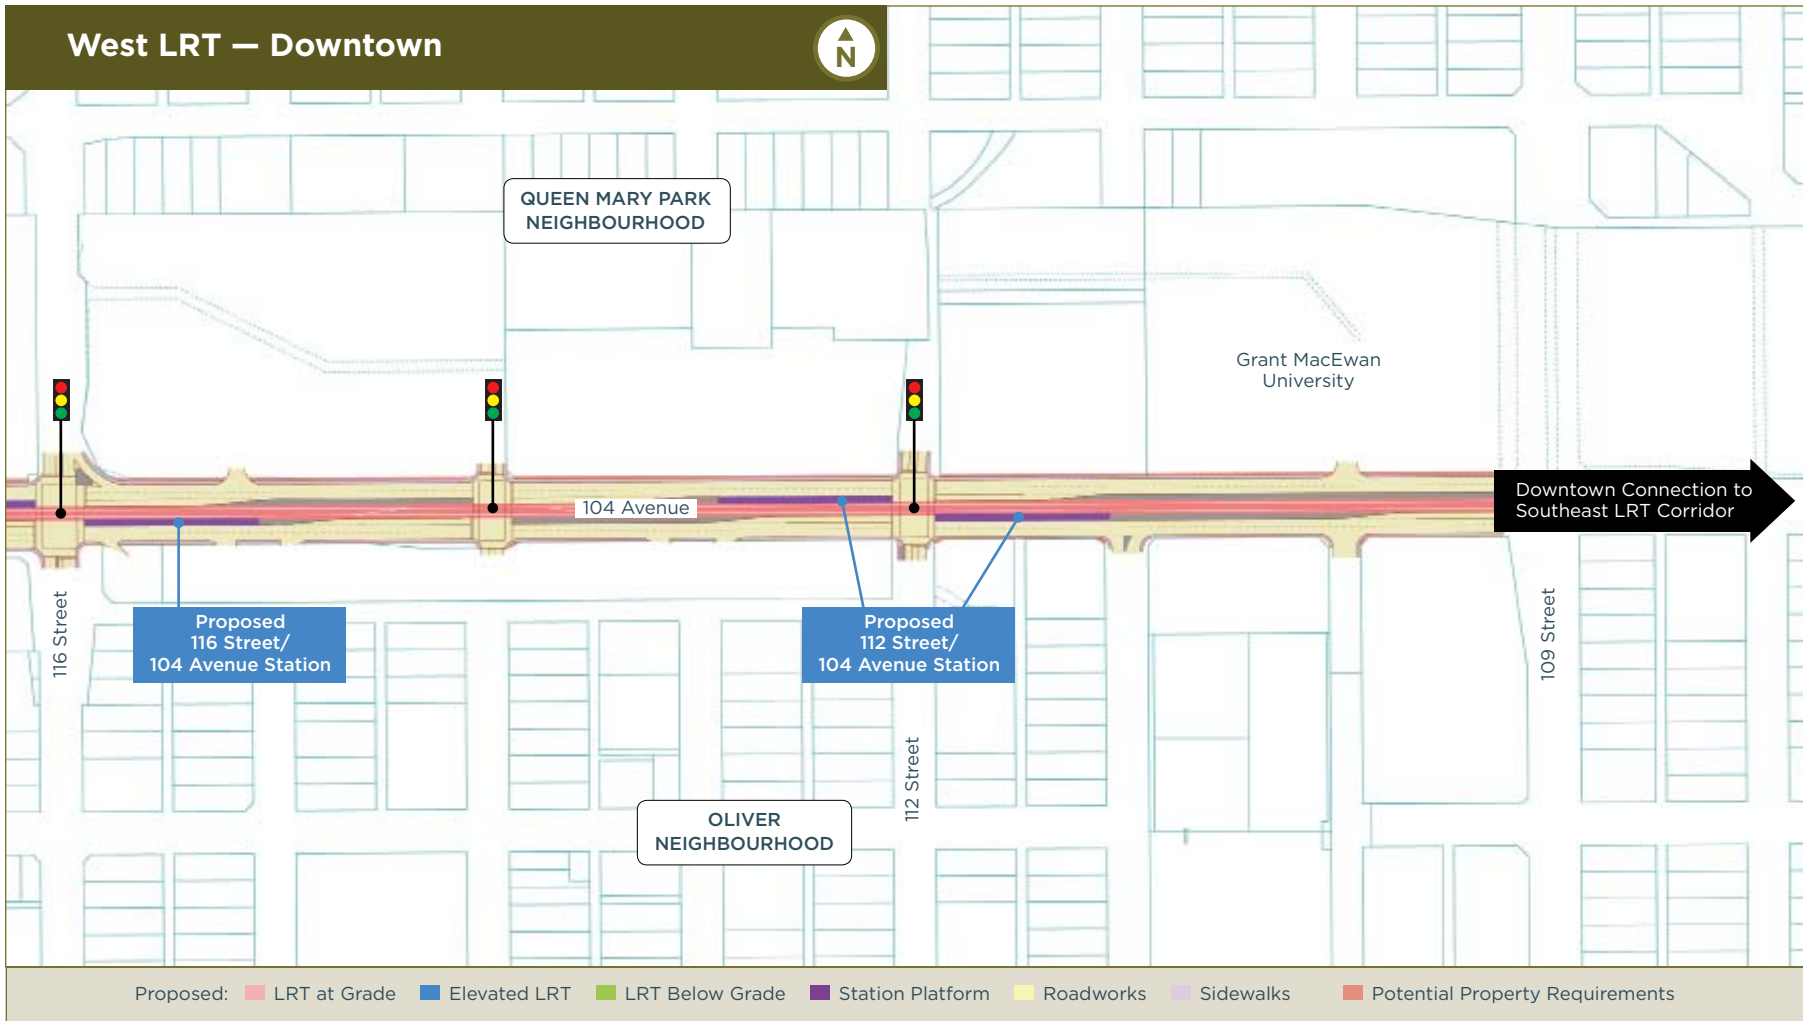 West LRT — Downtown
N
QUEEN MARY PARK
NEIGHBOURHOOD
Grant MacEwan
University
104 Avenue
Downtown Connection to
Southeast LRT Corridor
116 Street
Proposed
116 Street/
104 Avenue Station
Proposed
112 Street/
104 Avenue Station
109 Street
112 Street
OLIVER
NEIGHBOURHOOD
Proposed: LRT at Grade Elevated LRT LRT Below Grade Station Platform Roadworks Sidewalks Potential Property Requirements